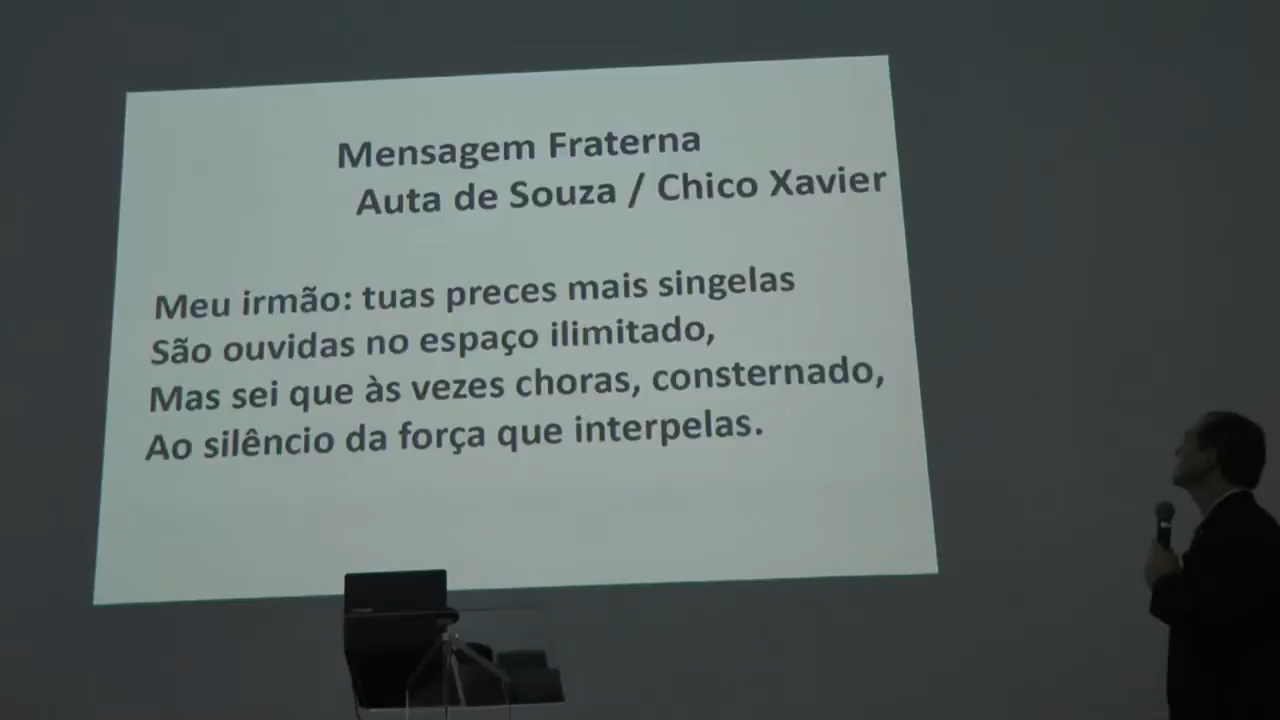 Mensagem Fraterna
Auta de Souza / Chico Xavier
Meu irmão: tuas preces mais singelas
São ouvidas no espaço ilimitado,
Mas sei que às vezes choras, consternado,
Ao silêncio da força que interpelas.